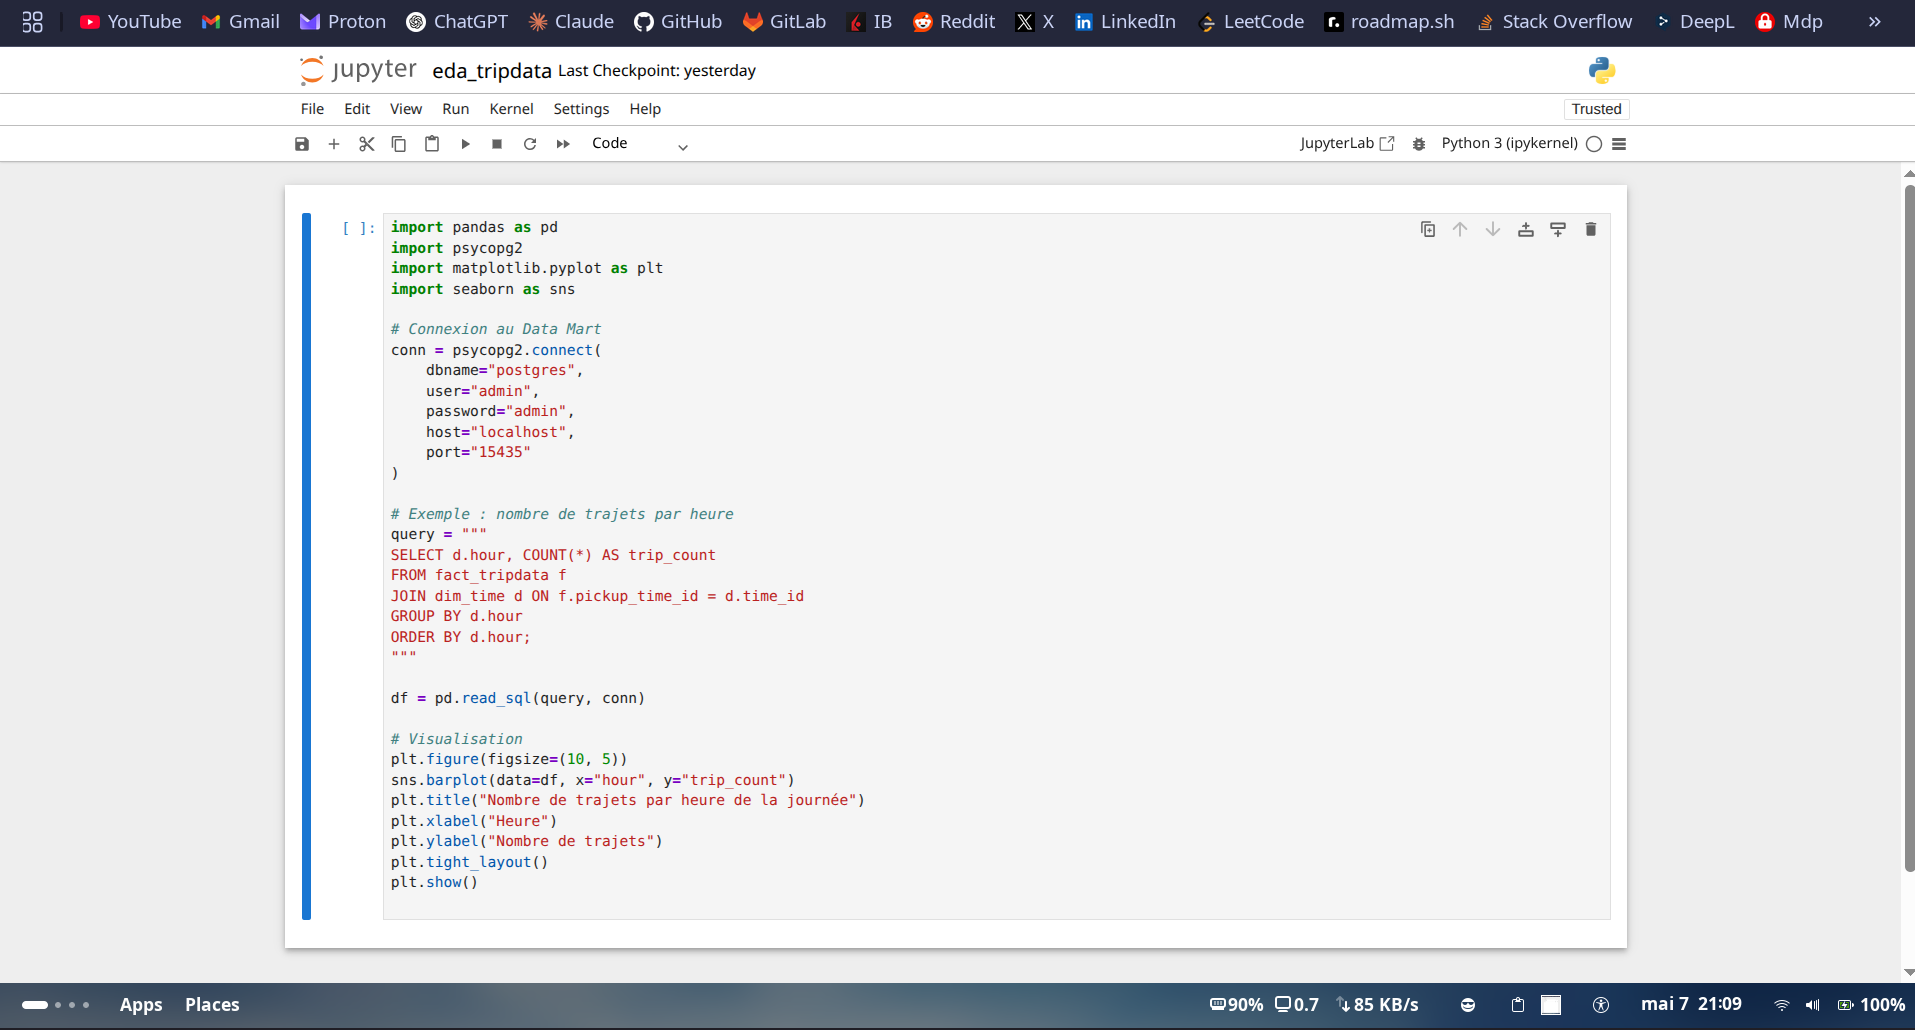 YouTube Gmail Proton ChatGPT Claude GitHub GitLab IB Reddit X LinkedIn LeetCode roadmap.sh Stack Overflow DeepL Mdp »
jupyter eda_tripdata Last Checkpoint: yesterday
File Edit View Run Kernel Settings Help Trusted
Code JupyterLab Python 3 (ipykernel)
[ ]: import pandas as pd
import psycopg2
import matplotlib.pyplot as plt
import seaborn as sns
# Connexion au Data Mart
conn = psycopg2.connect(
dbname="postgres",
user="admin",
password="admin",
host="localhost",
port="15435"
)
# Exemple : nombre de trajets par heure
query = """
SELECT d.hour, COUNT(*) AS trip_count
FROM fact_tripdata f
JOIN dim_time d ON f.pickup_time_id = d.time_id
GROUP BY d.hour
ORDER BY d.hour;
"""
df = pd.read_sql(query, conn)
# Visualisation
plt.figure(figsize=(10, 5))
sns.barplot(data=df, x="hour", y="trip_count")
plt.title("Nombre de trajets par heure de la journée")
plt.xlabel("Heure")
plt.ylabel("Nombre de trajets")
plt.tight_layout()
plt.show()
Apps Places 90% 0.7 85 KB/s mai 7 21:09 100%